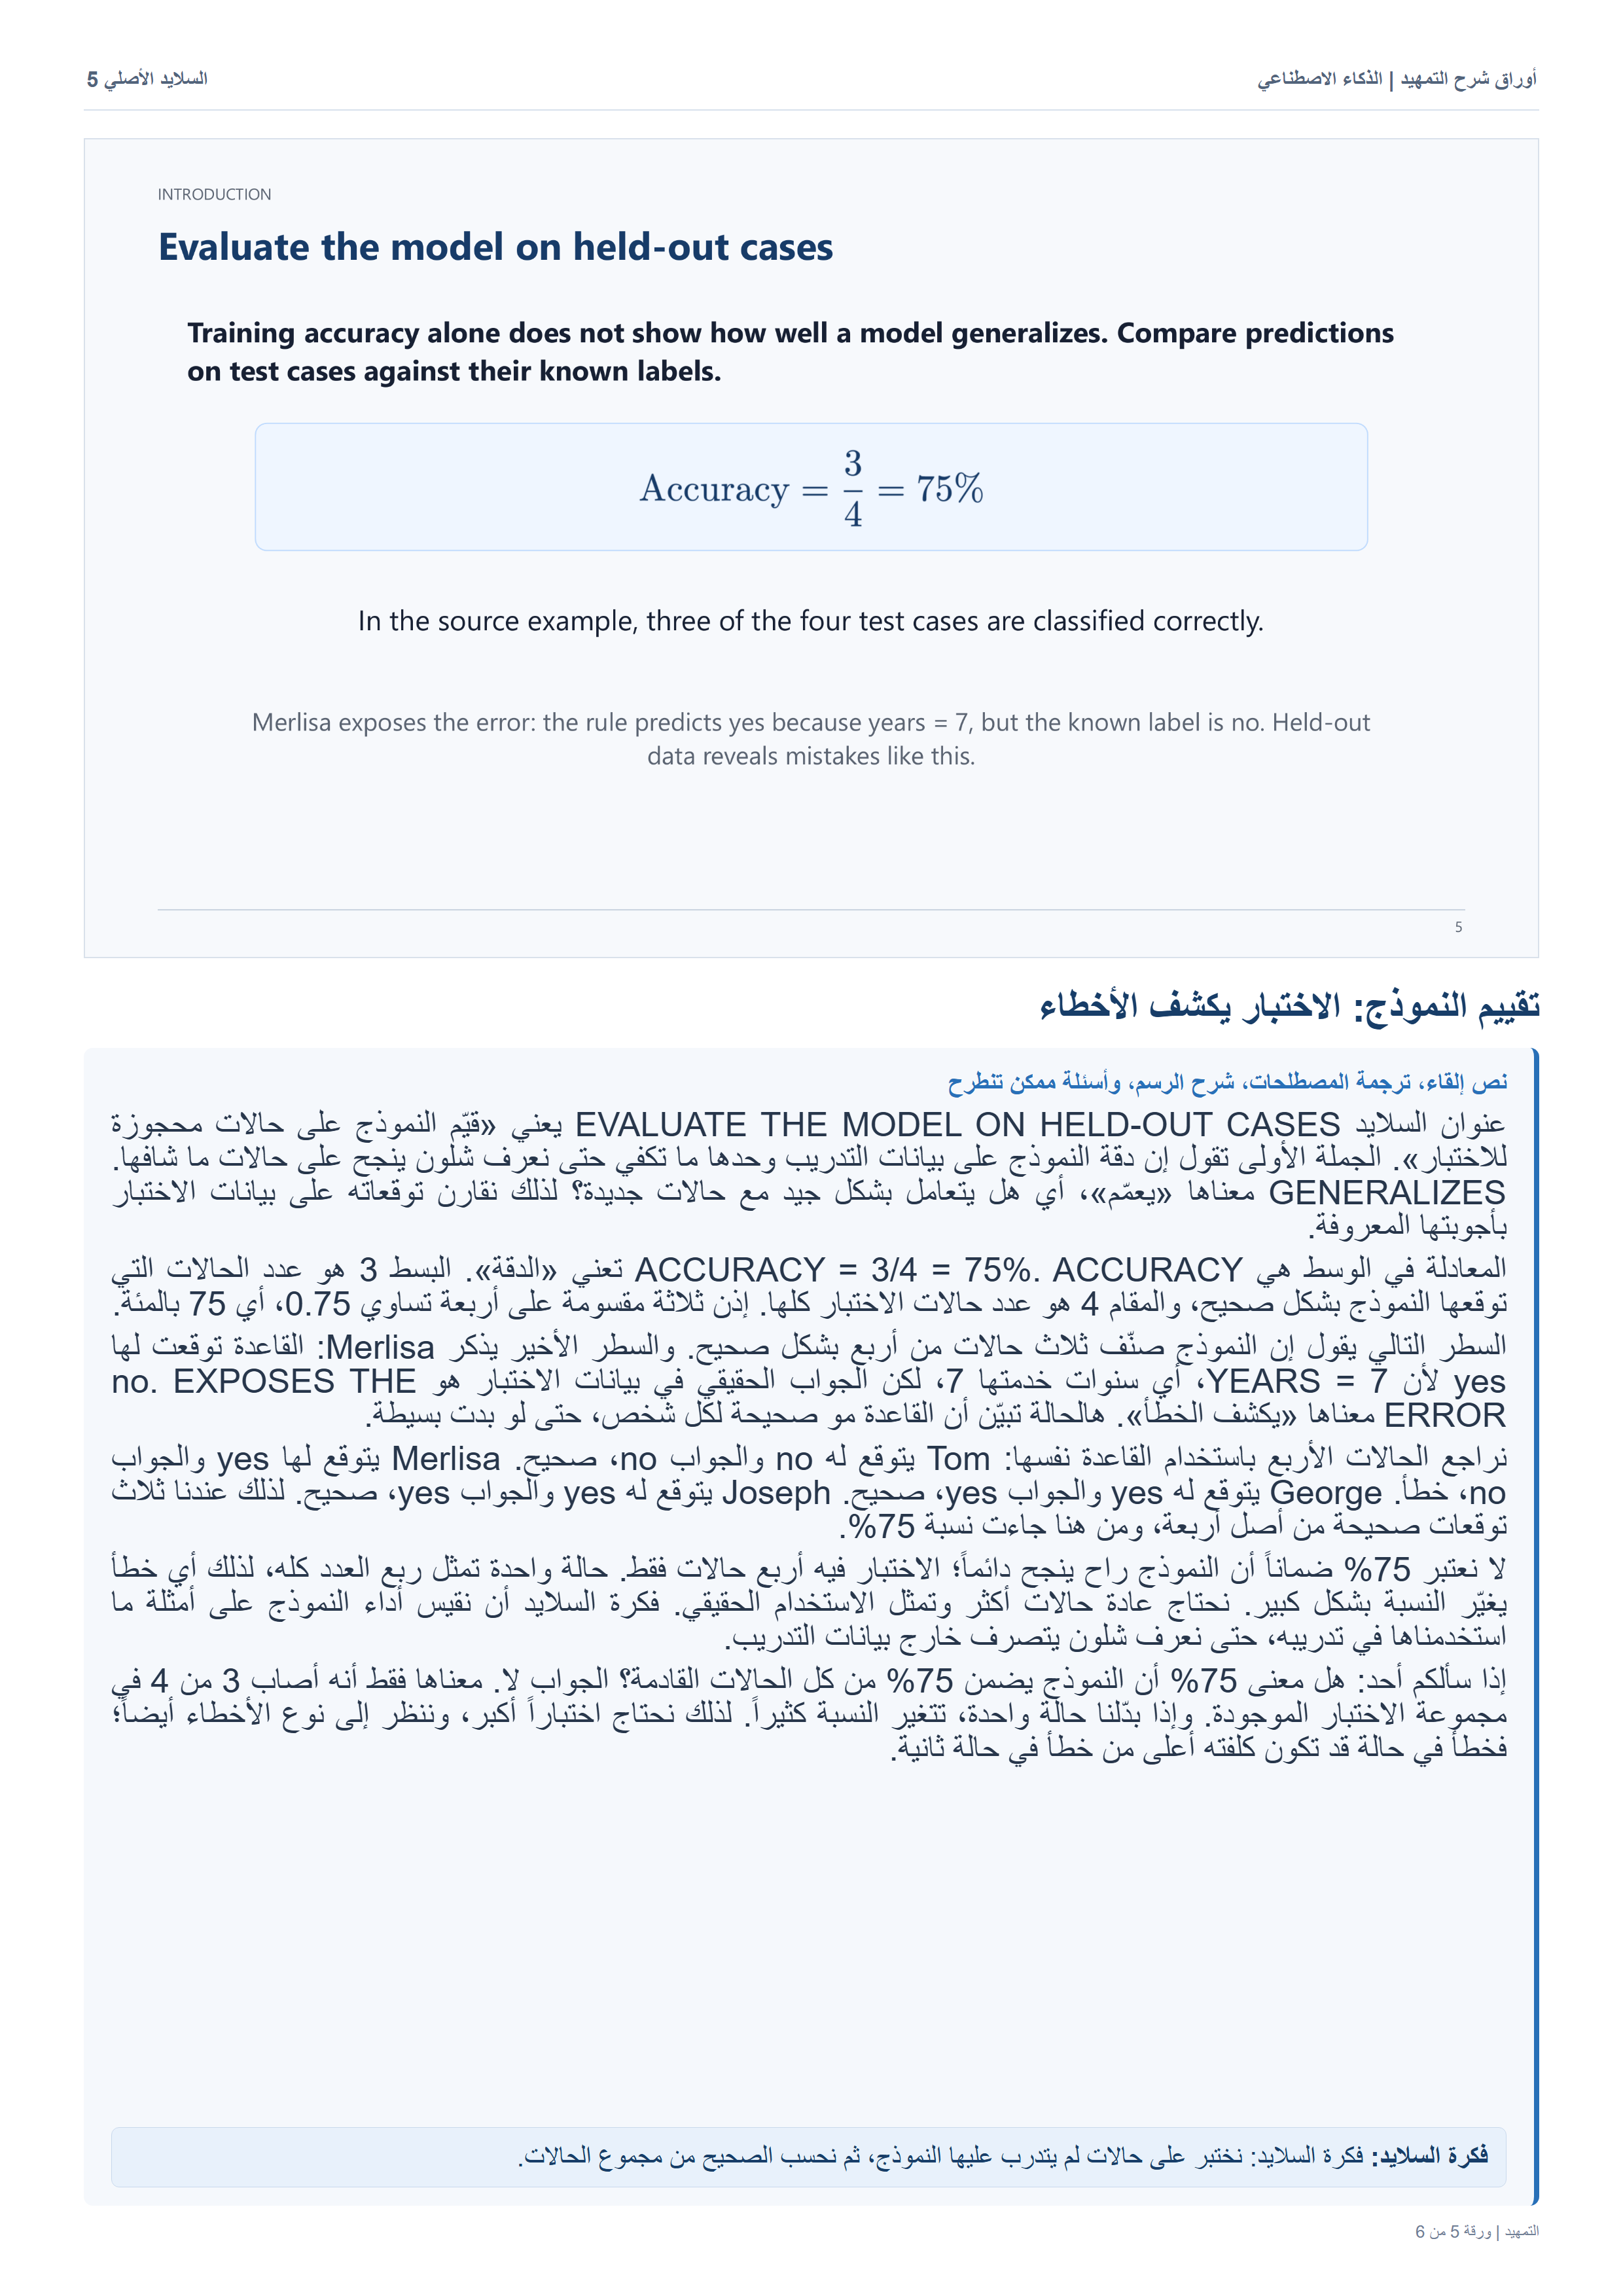 أوراق شرح التمهيد | الذكاء الاصطناعي
السلايد الأصلي 5
INTRODUCTION
Evaluate the model on held-out cases
Training accuracy alone does not show how well a model generalizes. Compare predictions
on test cases against their known labels.
Accuracy = 3/4 = 75%
In the source example, three of the four test cases are classified correctly.
Merlisa exposes the error: the rule predicts yes because years = 7, but the known label is no. Held-out
data reveals mistakes like this.
5
تقييم النموذج: الاختبار يكشف الأخطاء
نص إلقاء، ترجمة المصطلحات، شرح الرسم، وأسئلة ممكن تنطرح
عنوان السلايد EVALUATE THE MODEL ON HELD-OUT CASES يعني «قيّم النموذج على حالات محجوزة
للاختبار». الجملة الأولى تقول إن دقة النموذج على بيانات التدريب وحدها ما تكفي حتى نعرف شلون ينجح على حالات ما شافها.
GENERALIZES معناها «يعمّم»، أي هل يتعامل بشكل جيد مع حالات جديدة؟ لذلك نقارن توقعاته على بيانات الاختبار
بأجوبتها المعروفة.
المعادلة في الوسط هي ACCURACY = 3/4 = 75%. ACCURACY تعني «الدقة». البسط 3 هو عدد الحالات التي
توقعها النموذج بشكل صحيح، والمقام 4 هو عدد حالات الاختبار كلها. إذن ثلاثة مقسومة على أربعة تساوي 0.75، أي 75 بالمئة.
السطر التالي يقول إن النموذج صنّف ثلاث حالات من أربع بشكل صحيح. والسطر الأخير يذكر Merlisa: القاعدة توقعت لها
yes لأن YEARS = 7، أي سنوات خدمتها 7، لكن الجواب الحقيقي في بيانات الاختبار هو no. EXPOSES THE
ERROR معناها «يكشف الخطأ». هالحالة تبيّن أن القاعدة مو صحيحة لكل شخص، حتى لو بدت بسيطة.
نراجع الحالات الأربع باستخدام القاعدة نفسها: Tom يتوقع له no والجواب no، صحيح. Merlisa يتوقع لها yes والجواب
no، خطأ. George يتوقع له yes والجواب yes، صحيح. Joseph يتوقع له yes والجواب yes، صحيح. لذلك عندنا ثلاث
توقعات صحيحة من أصل أربعة، ومن هنا جاءت نسبة 75%.
لا نعتبر 75% ضماناً أن النموذج راح ينجح دائماً؛ الاختبار فيه أربع حالات فقط. حالة واحدة تمثل ربع العدد كله، لذلك أي خطأ
يغيّر النسبة بشكل كبير. نحتاج عادة حالات أكثر وتمثل الاستخدام الحقيقي. فكرة السلايد أن نقيس أداء النموذج على أمثلة ما
استخدمناها في تدريبه، حتى نعرف شلون يتصرف خارج بيانات التدريب.
إذا سألكم أحد: هل معنى 75% أن النموذج يضمن 75% من كل الحالات القادمة؟ الجواب لا. معناها فقط أنه أصاب 3 من 4 في
مجموعة الاختبار الموجودة. وإذا بدّلنا حالة واحدة، تتغير النسبة كثيراً. لذلك نحتاج اختباراً أكبر، وننظر إلى نوع الأخطاء أيضاً؛
فخطأ في حالة قد تكون كلفته أعلى من خطأ في حالة ثانية.
فكرة السلايد: فكرة السلايد: نختبر على حالات لم يتدرب عليها النموذج، ثم نحسب الصحيح من مجموع الحالات.
التمهيد | ورقة 5 من 6